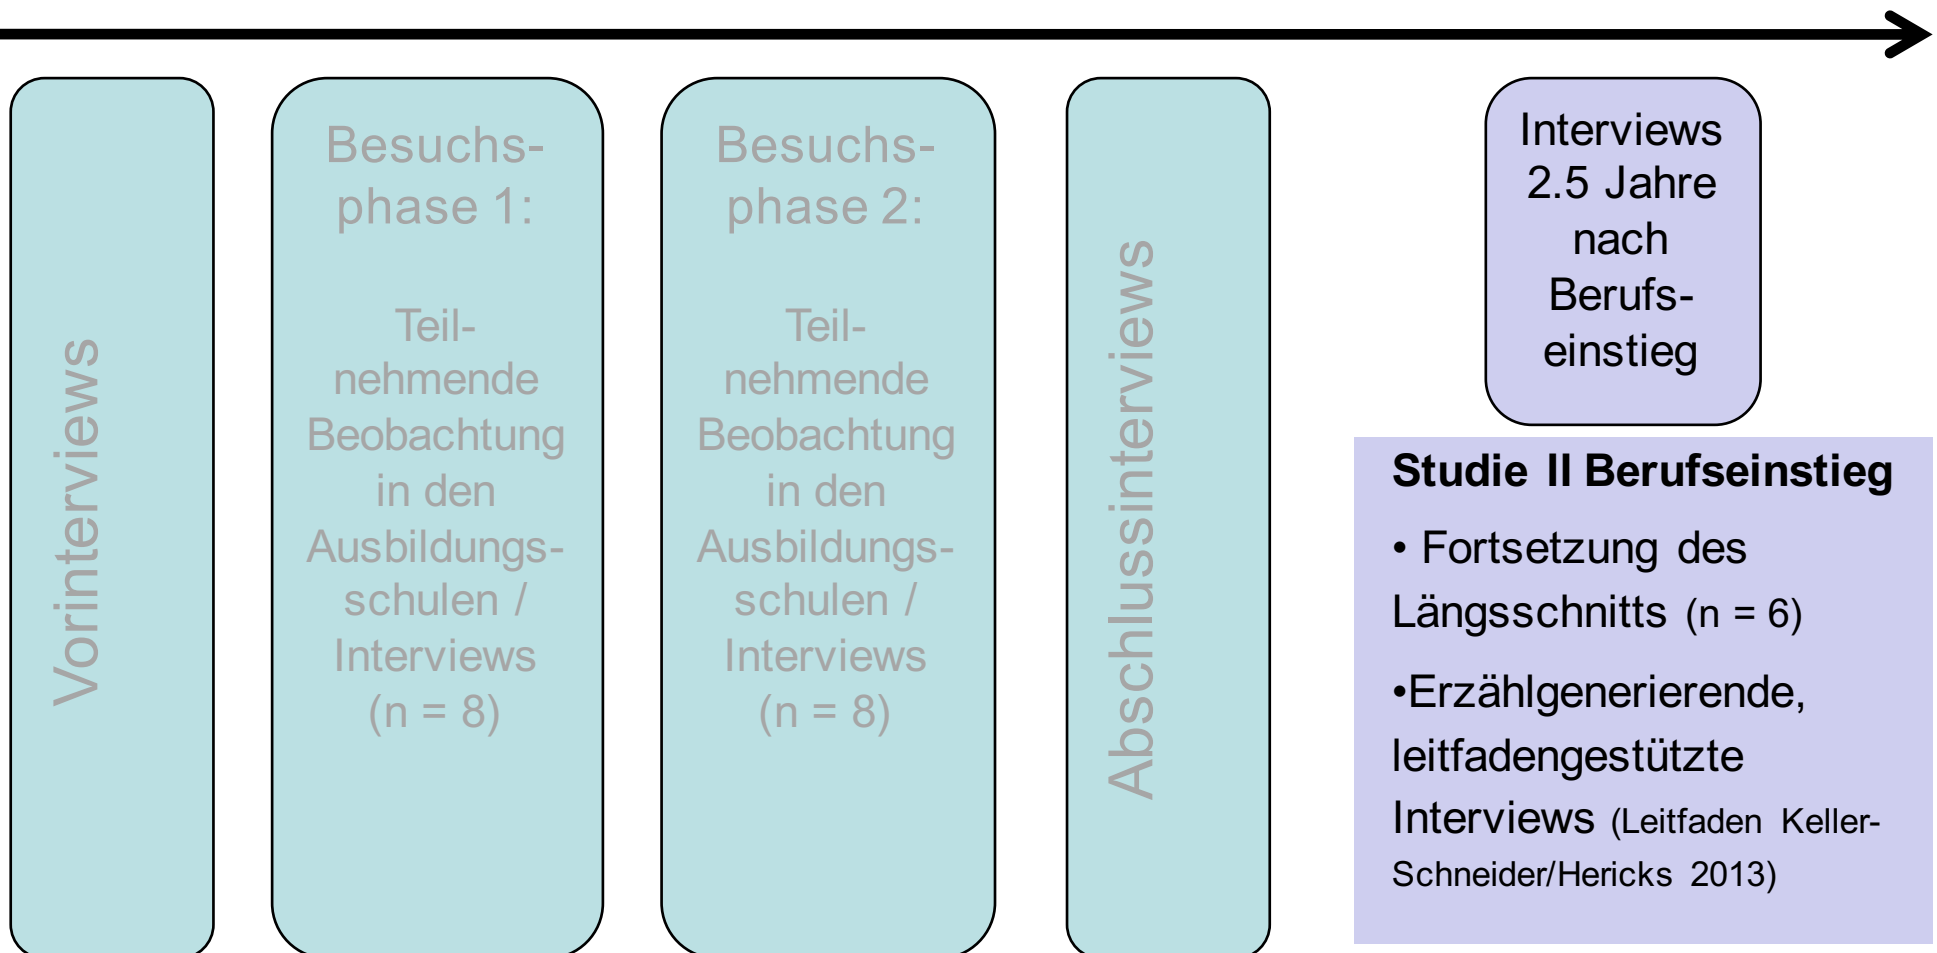 Vorinterviews
Besuchs-
phase 1:
Teil-
nehmende
Beobachtung
in den
Ausbildungs-
schulen /
Interviews
(n = 8)
Besuchs-
phase 2:
Teil-
nehmende
Beobachtung
in den
Ausbildungs-
schulen /
Interviews
(n = 8)
Abschlussinterviews
Interviews
2.5 Jahre
nach
Berufs-
einstieg
Studie II Berufseinstieg
• Fortsetzung des
Längsschnitts (n = 6)
•Erzählgenerierende,
leitfadengestützte
Interviews (Leitfaden Keller-
Schneider/Hericks 2013)